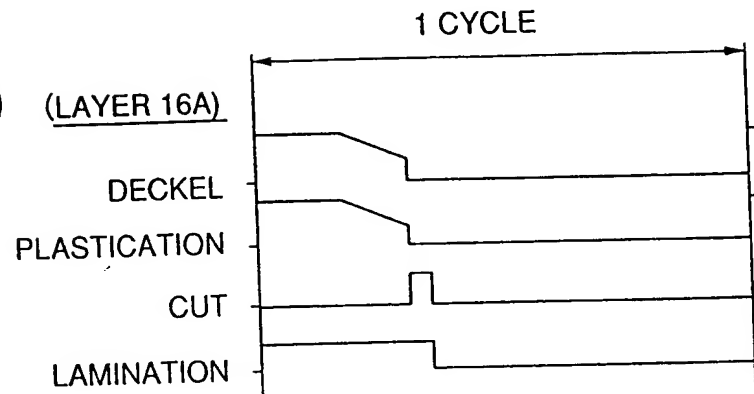 1 CYCLE
) (LAYER 16A)
DECKEL
PLASTICATION
CUT
LAMINATION